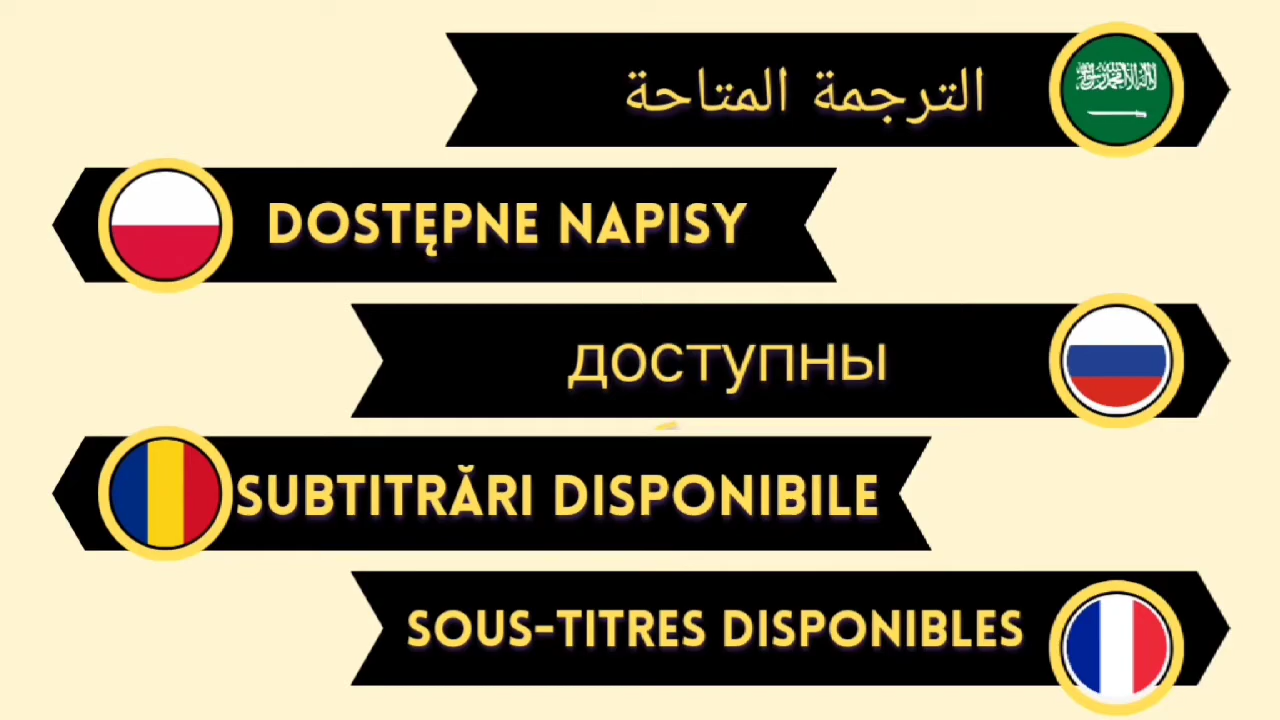 الترجمة المتاحة
DOSTĘPNE NAPISY
доступны
SUBTITRĂRI DISPONIBILE
SOUS-TITRES DISPONIBLES